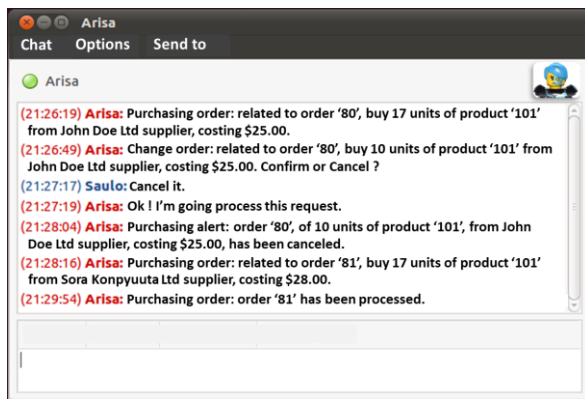 Arisa
Chat Options Send to
Arisa
(21:26:19) Arisa: Purchasing order: related to order ‘80’, buy 17 units of product ‘101’
from John Doe Ltd supplier, costing $25.00.
(21:26:49) Arisa: Change order: related to order ‘80’, buy 10 units of product ‘101’ from
John Doe Ltd supplier, costing $25.00. Confirm or Cancel ?
(21:27:17) Saulo: Cancel it.
(21:27:19) Arisa: Ok ! I’m going process this request.
(21:28:04) Arisa: Purchasing alert: order ‘80’, of 10 units of product ‘101’, from John
Doe Ltd supplier, costing $25.00, has been canceled.
(21:28:16) Arisa: Purchasing order: related to order ‘81’, buy 17 units of product ‘101’
from Sora Konpyuuta Ltd supplier, costing $28.00.
(21:29:54) Arisa: Purchasing order: order ‘81’ has been processed.